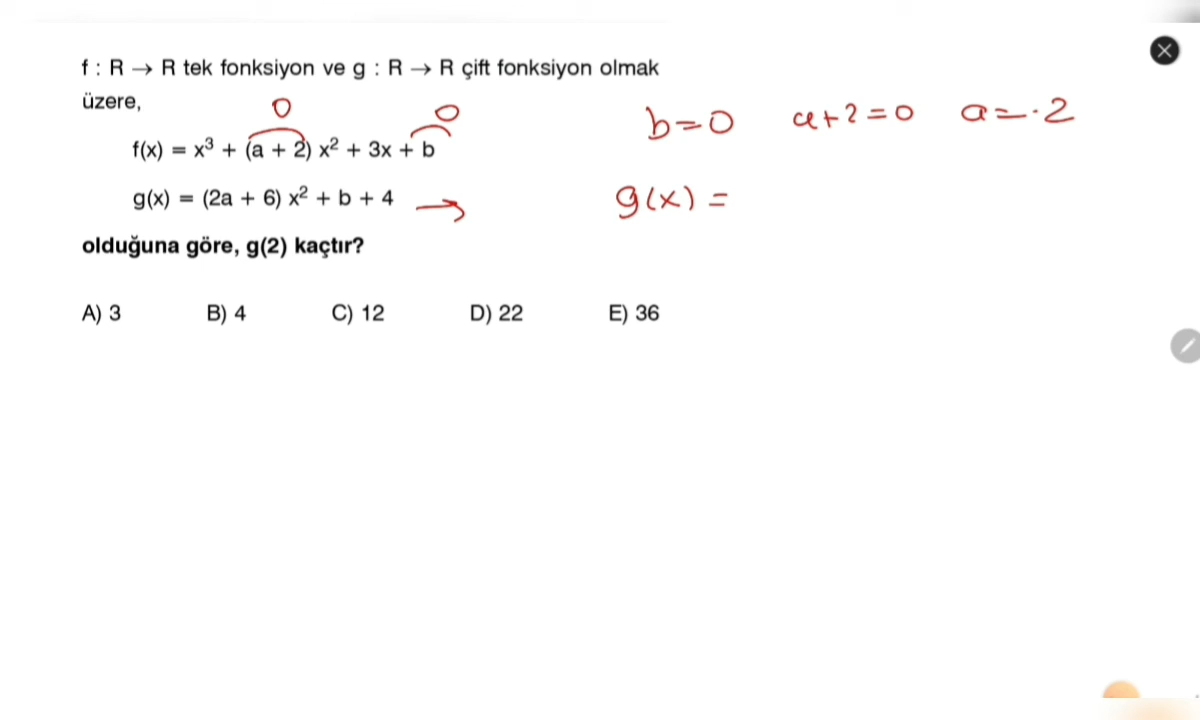 f : R → R tek fonksiyon ve g : R → R çift fonksiyon olmak
üzere,
0
0
f(x) = x³ + (a + 2) x² + 3x + b
b=0 a+2=0 a=-2
g(x) = (2a + 6) x² + b + 4 →
g(x) =
olduğuna göre, g(2) kaçtır?
A) 3 B) 4 C) 12 D) 22 E) 36